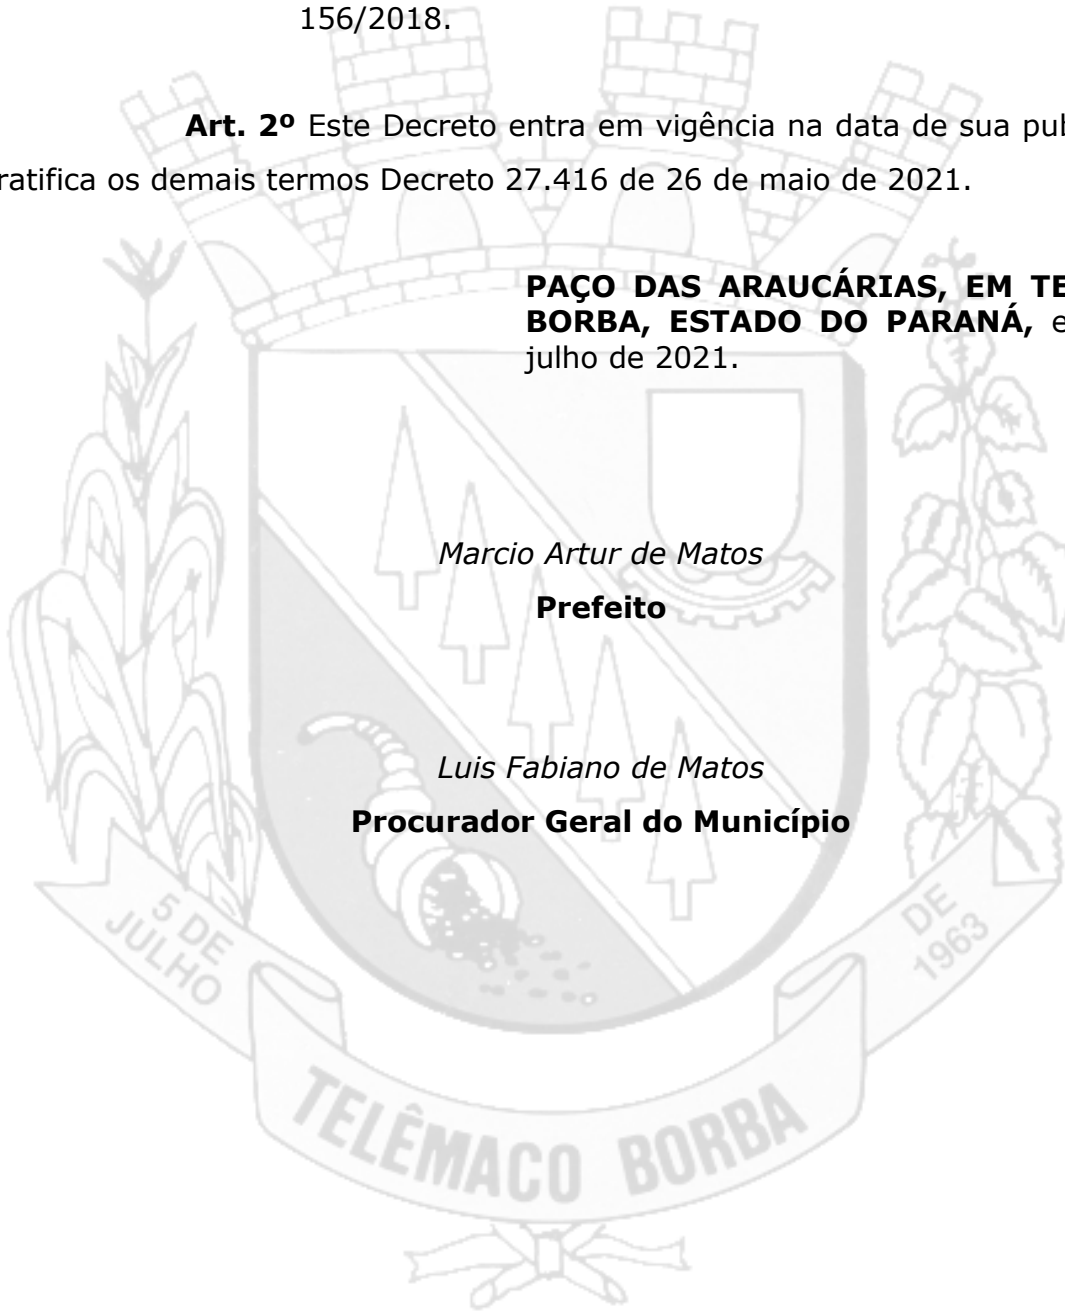 156/2018.
Art. 2º Este Decreto entra em vigência na data de sua pub
ratifica os demais termos Decreto 27.416 de 26 de maio de 2021.
PAÇO DAS ARAUCÁRIAS, EM TE
BORBA, ESTADO DO PARANÁ, e
julho de 2021.
Marcio Artur de Matos
Prefeito
Luis Fabiano de Matos
Procurador Geral do Município
5 DE
JULHO
DE
1963
TELÊMACO BORBA